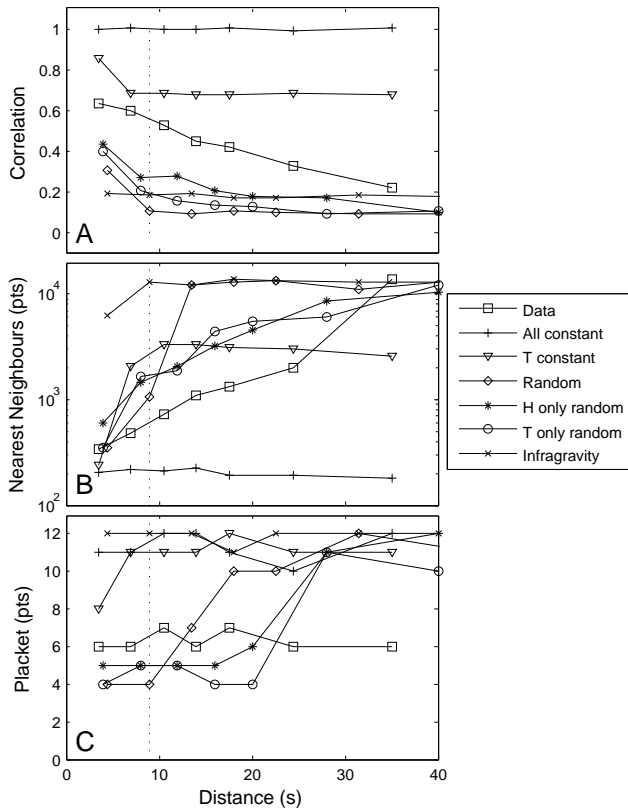 1
0.8
0.6
0.4
0.2
0
Correlation
A
10^4
10^3
10^2
Nearest Neighbours (pts)
B
Data
All constant
T constant
Random
H only random
T only random
Infragravity
12
10
8
6
4
2
0
Placket (pts)
C
0 10 20 30 40
Distance (s)